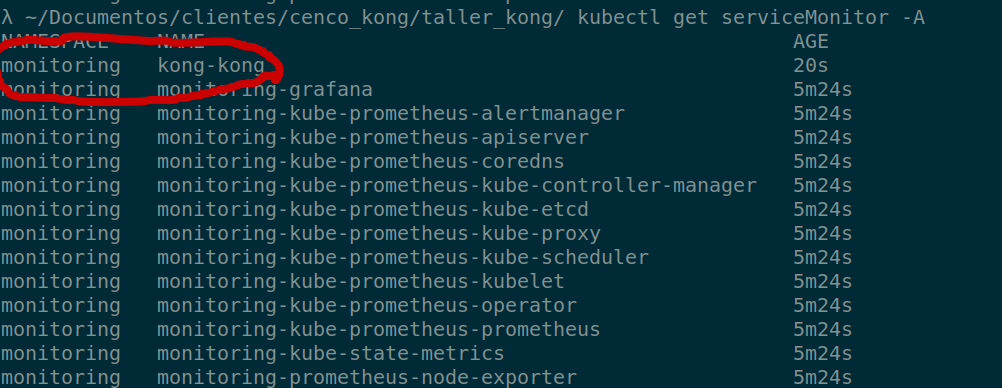 λ ~/Documentos/clientes/cenco_kong/taller_kong/ kubectl get serviceMonitor -A
NAMESPACE NAME AGE
monitoring kong-kong 20s
monitoring monitoring-grafana 5m24s
monitoring monitoring-kube-prometheus-alertmanager 5m24s
monitoring monitoring-kube-prometheus-apiserver 5m24s
monitoring monitoring-kube-prometheus-coredns 5m24s
monitoring monitoring-kube-prometheus-kube-controller-manager 5m24s
monitoring monitoring-kube-prometheus-kube-etcd 5m24s
monitoring monitoring-kube-prometheus-kube-proxy 5m24s
monitoring monitoring-kube-prometheus-kube-scheduler 5m24s
monitoring monitoring-kube-prometheus-kubelet 5m24s
monitoring monitoring-kube-prometheus-operator 5m24s
monitoring monitoring-kube-prometheus-prometheus 5m24s
monitoring monitoring-kube-state-metrics 5m24s
monitoring monitoring-prometheus-node-exporter 5m24s